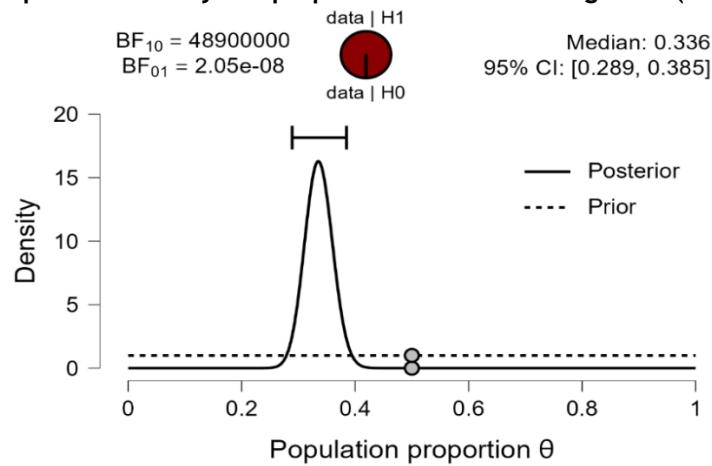 data | H1
BF₁₀ = 48900000
BF₀₁ = 2.05e-08
data | H0
Median: 0.336
95% CI: [0.289, 0.385]
20
15
10
5
0
Density
Posterior
Prior
0 0.2 0.4 0.6 0.8 1
Population proportion θ